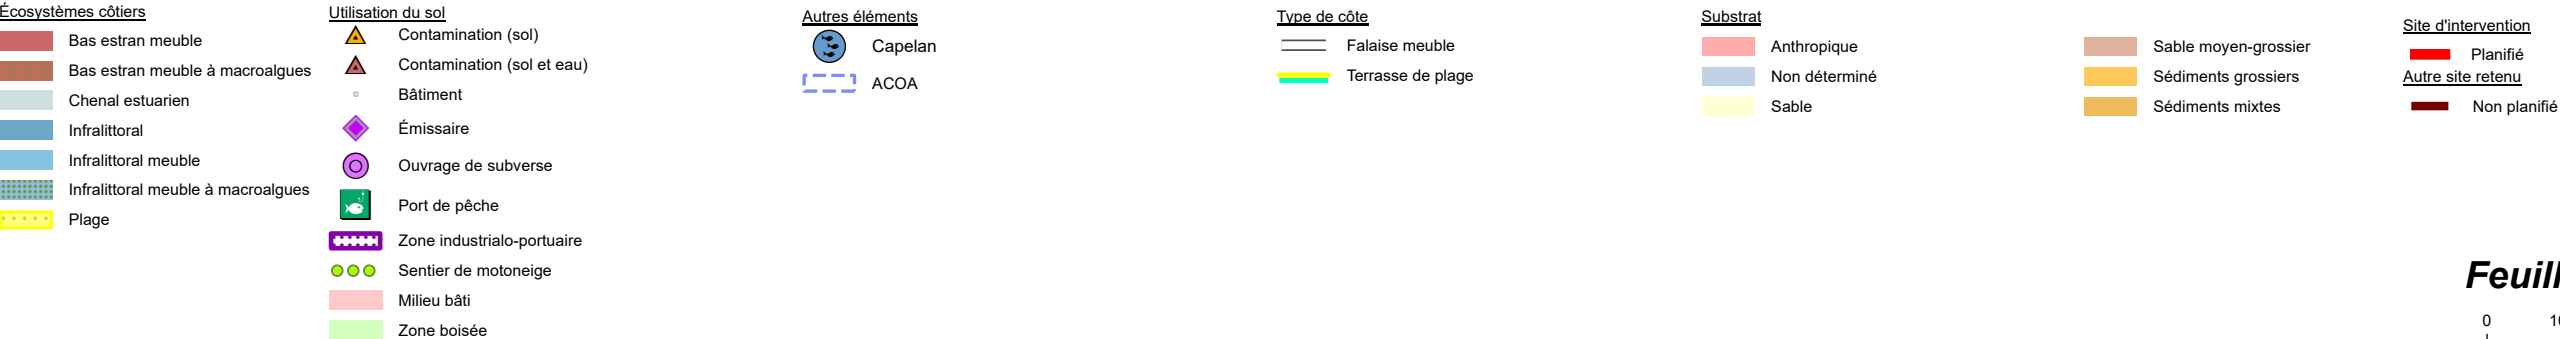 Écosystèmes côtiers
Bas estran meuble
Bas estran meuble à macroalgues
Chenal estuarien
Infralittoral
Infralittoral meuble
Infralittoral meuble à macroalgues
Plage
Utilisation du sol
Contamination (sol)
Contamination (sol et eau)
Bâtiment
Émissaire
Ouvrage de subverse
Port de pêche
Zone industrialo-portuaire
Sentier de motoneige
Milieu bâti
Zone boisée
Autres éléments
Capelan
ACOA
Type de côte
Falaise meuble
Terrasse de plage
Substrat
Anthropique
Non déterminé
Sable
Sable moyen-grossier
Sédiments grossiers
Sédiments mixtes
Site d'intervention
Planifié
Autre site retenu
Non planifié
Feuill
0 10